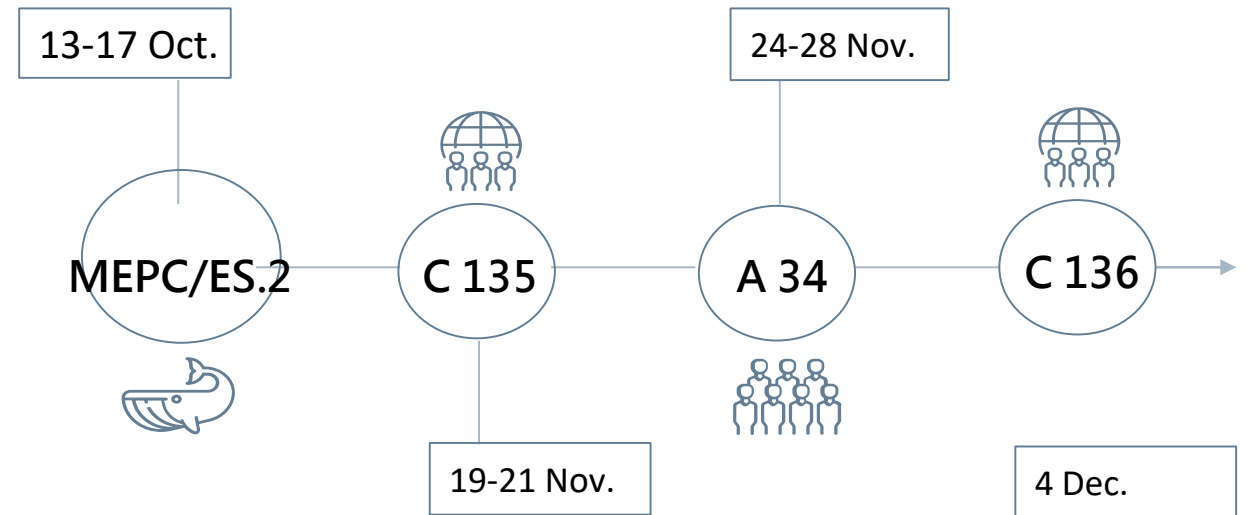 13-17 Oct.
24-28 Nov.
MEPC/ES.2
C 135
A 34
C 136
19-21 Nov.
4 Dec.